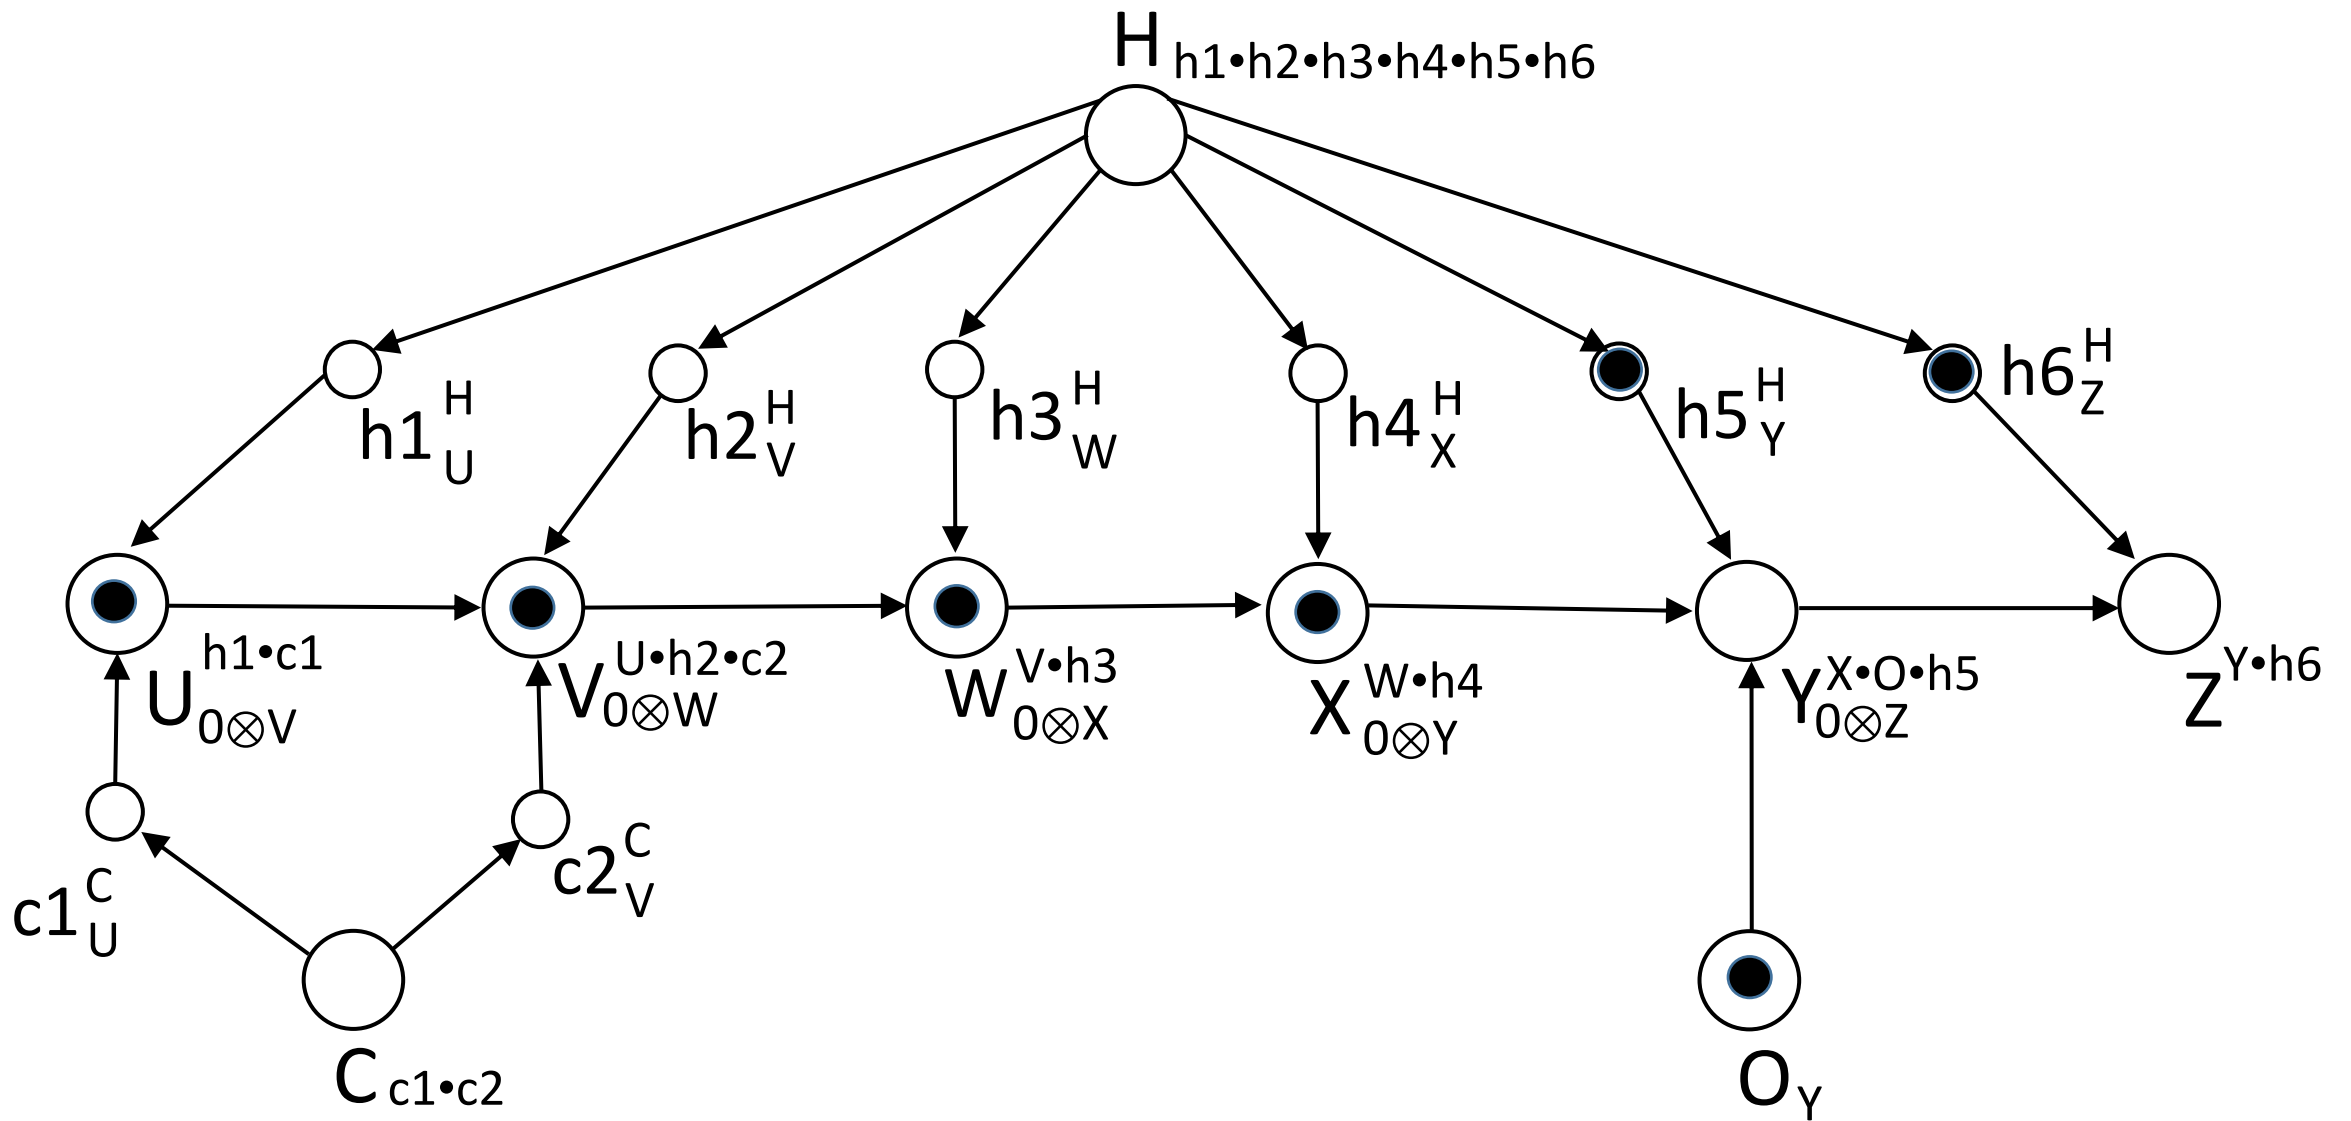 H h1•h2•h3•h4•h5•h6
h1 H U
h2 H V
h3 H W
h4 H X
h5 H Y
h6 H Z
U h1•c1 0⊗V
V U•h2•c2 0⊗W
W V•h3 0⊗X
X W•h4 0⊗Y
Y X•O•h5 0⊗Z
Z Y•h6
c1 C U
c2 C V
C c1•c2
O Y